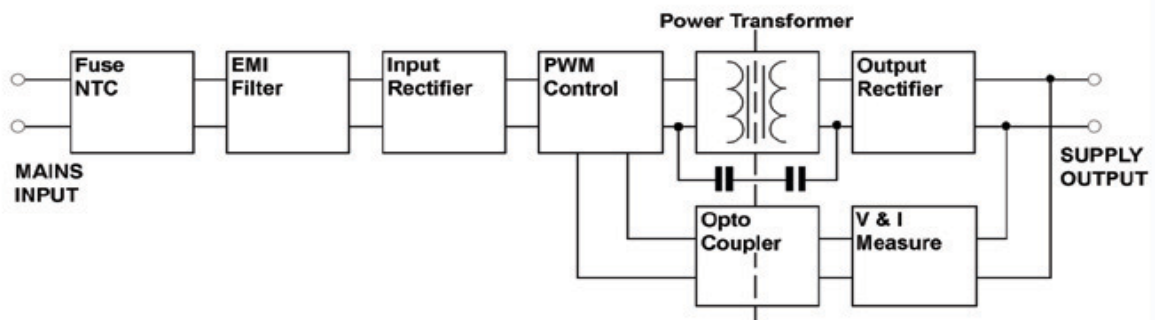 Power Transformer
Fuse
NTC
EMI
Filter
Input
Rectifier
PWM
Control
Output
Rectifier
MAINS
INPUT
SUPPLY
OUTPUT
Opto
Coupler
V & I
Measure